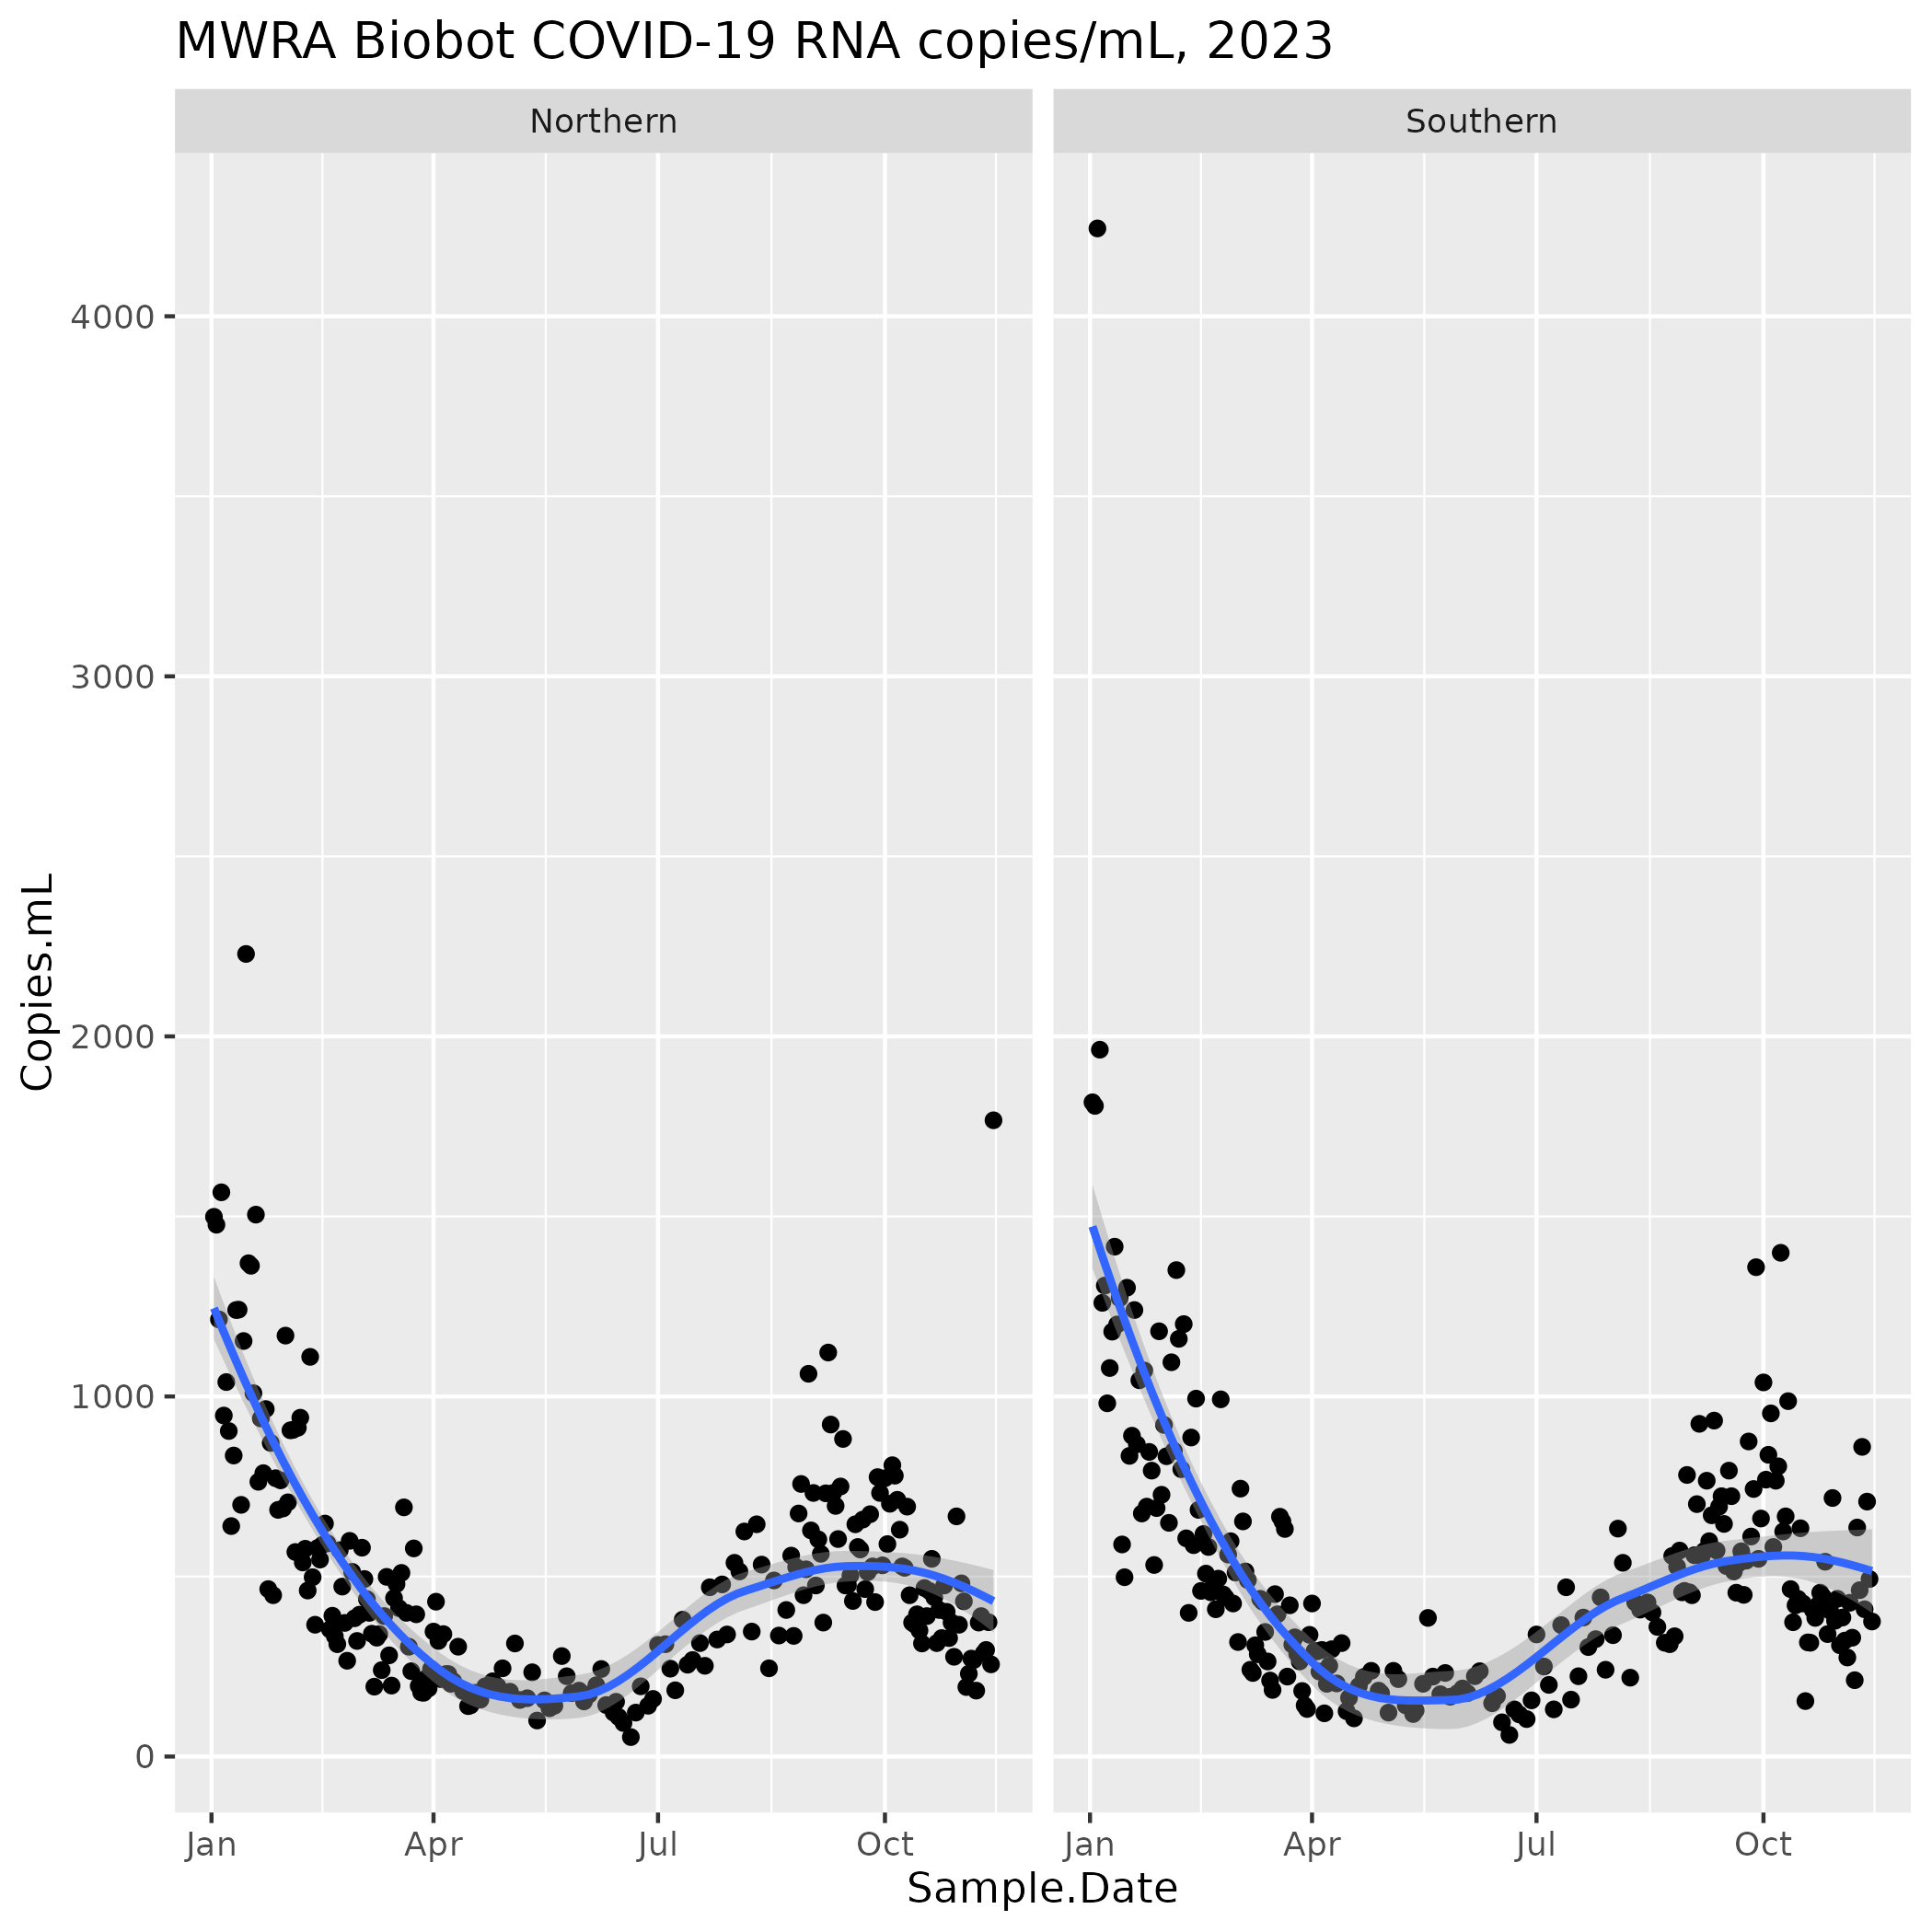 MWRA Biobot COVID-19 RNA copies/mL, 2023
Northern
Southern
Copies.mL
4000
3000
2000
1000
0
Jan Apr Jul Oct
Jan Apr Jul Oct
Sample.Date